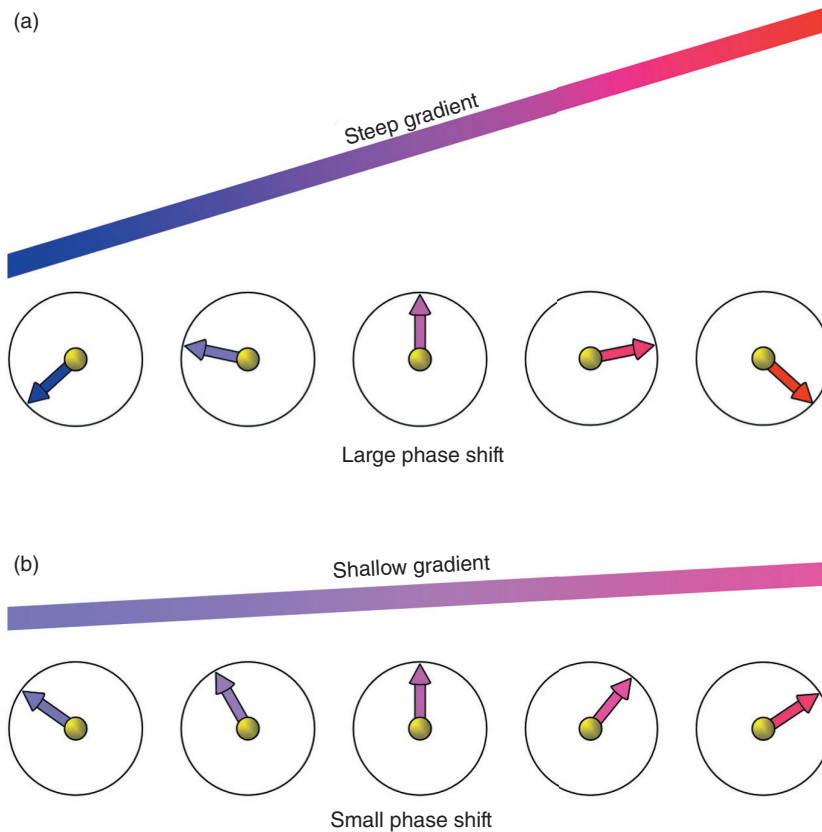 (a)
Steep gradient
Large phase shift
(b)
Shallow gradient
Small phase shift